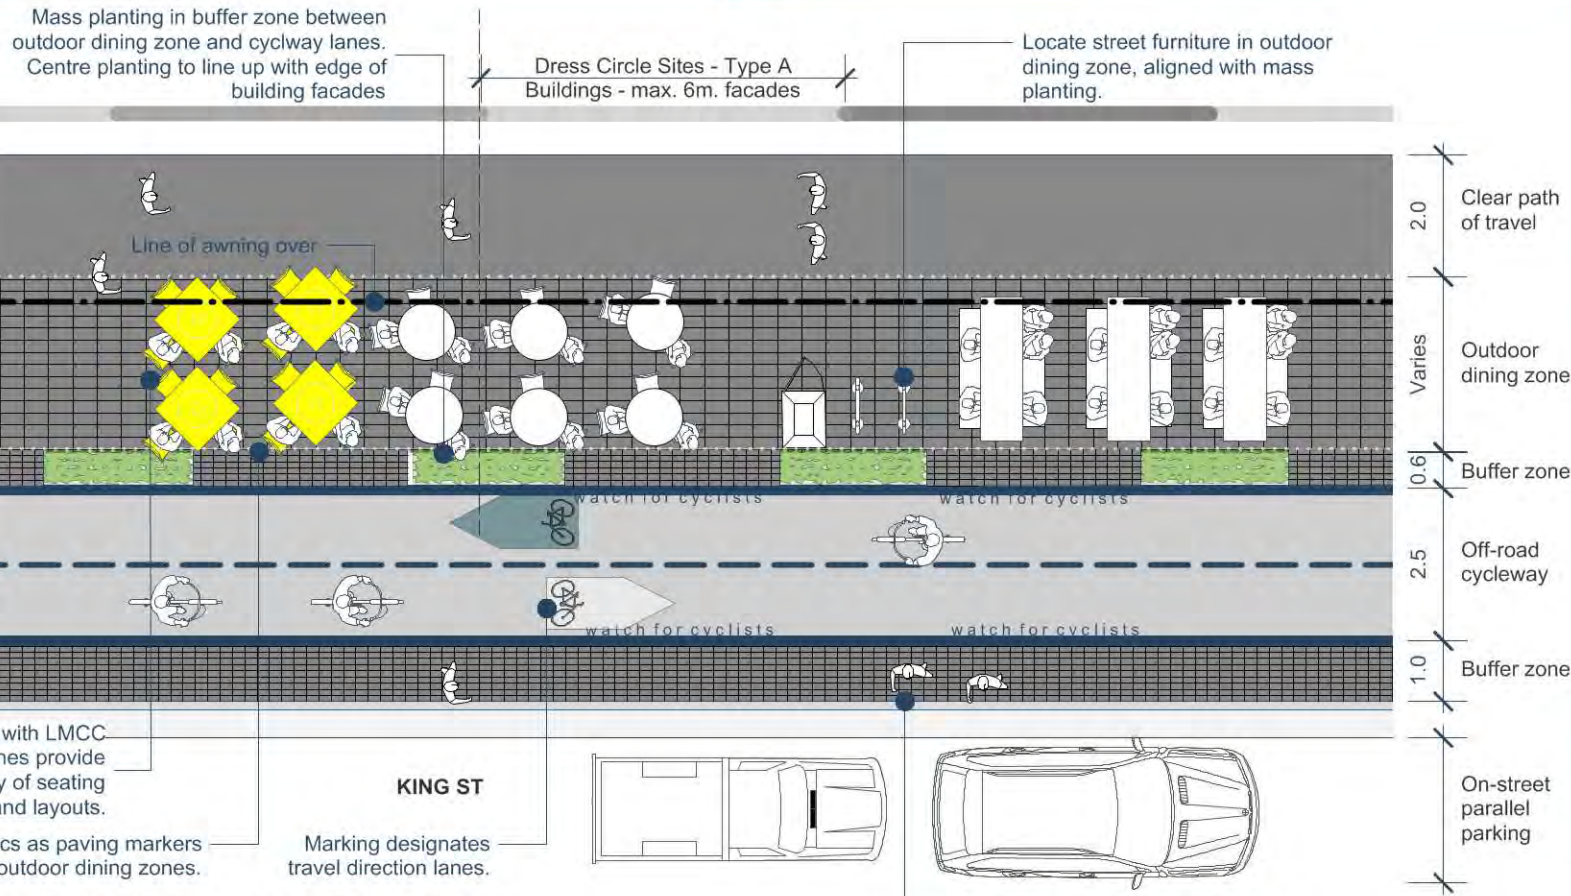 Mass planting in buffer zone between
outdoor dining zone and cyclway lanes.
Centre planting to line up with edge of
building facades
Dress Circle Sites - Type A
Buildings - max. 6m. facades
Locate street furniture in outdoor
dining zone, aligned with mass
planting.
Line of awning over
2.0
Clear path
of travel
Varies
Outdoor
dining zone
0.6
Buffer zone
watch for cyclists
watch for cyclists
2.5
Off-road
cycleway
watch for cyclists
watch for cyclists
1.0
Buffer zone
with LMCC
nes provide
y of seating
and layouts.
cs as paving markers
outdoor dining zones.
KING ST
Marking designates
travel direction lanes.
On-street
parallel
parking